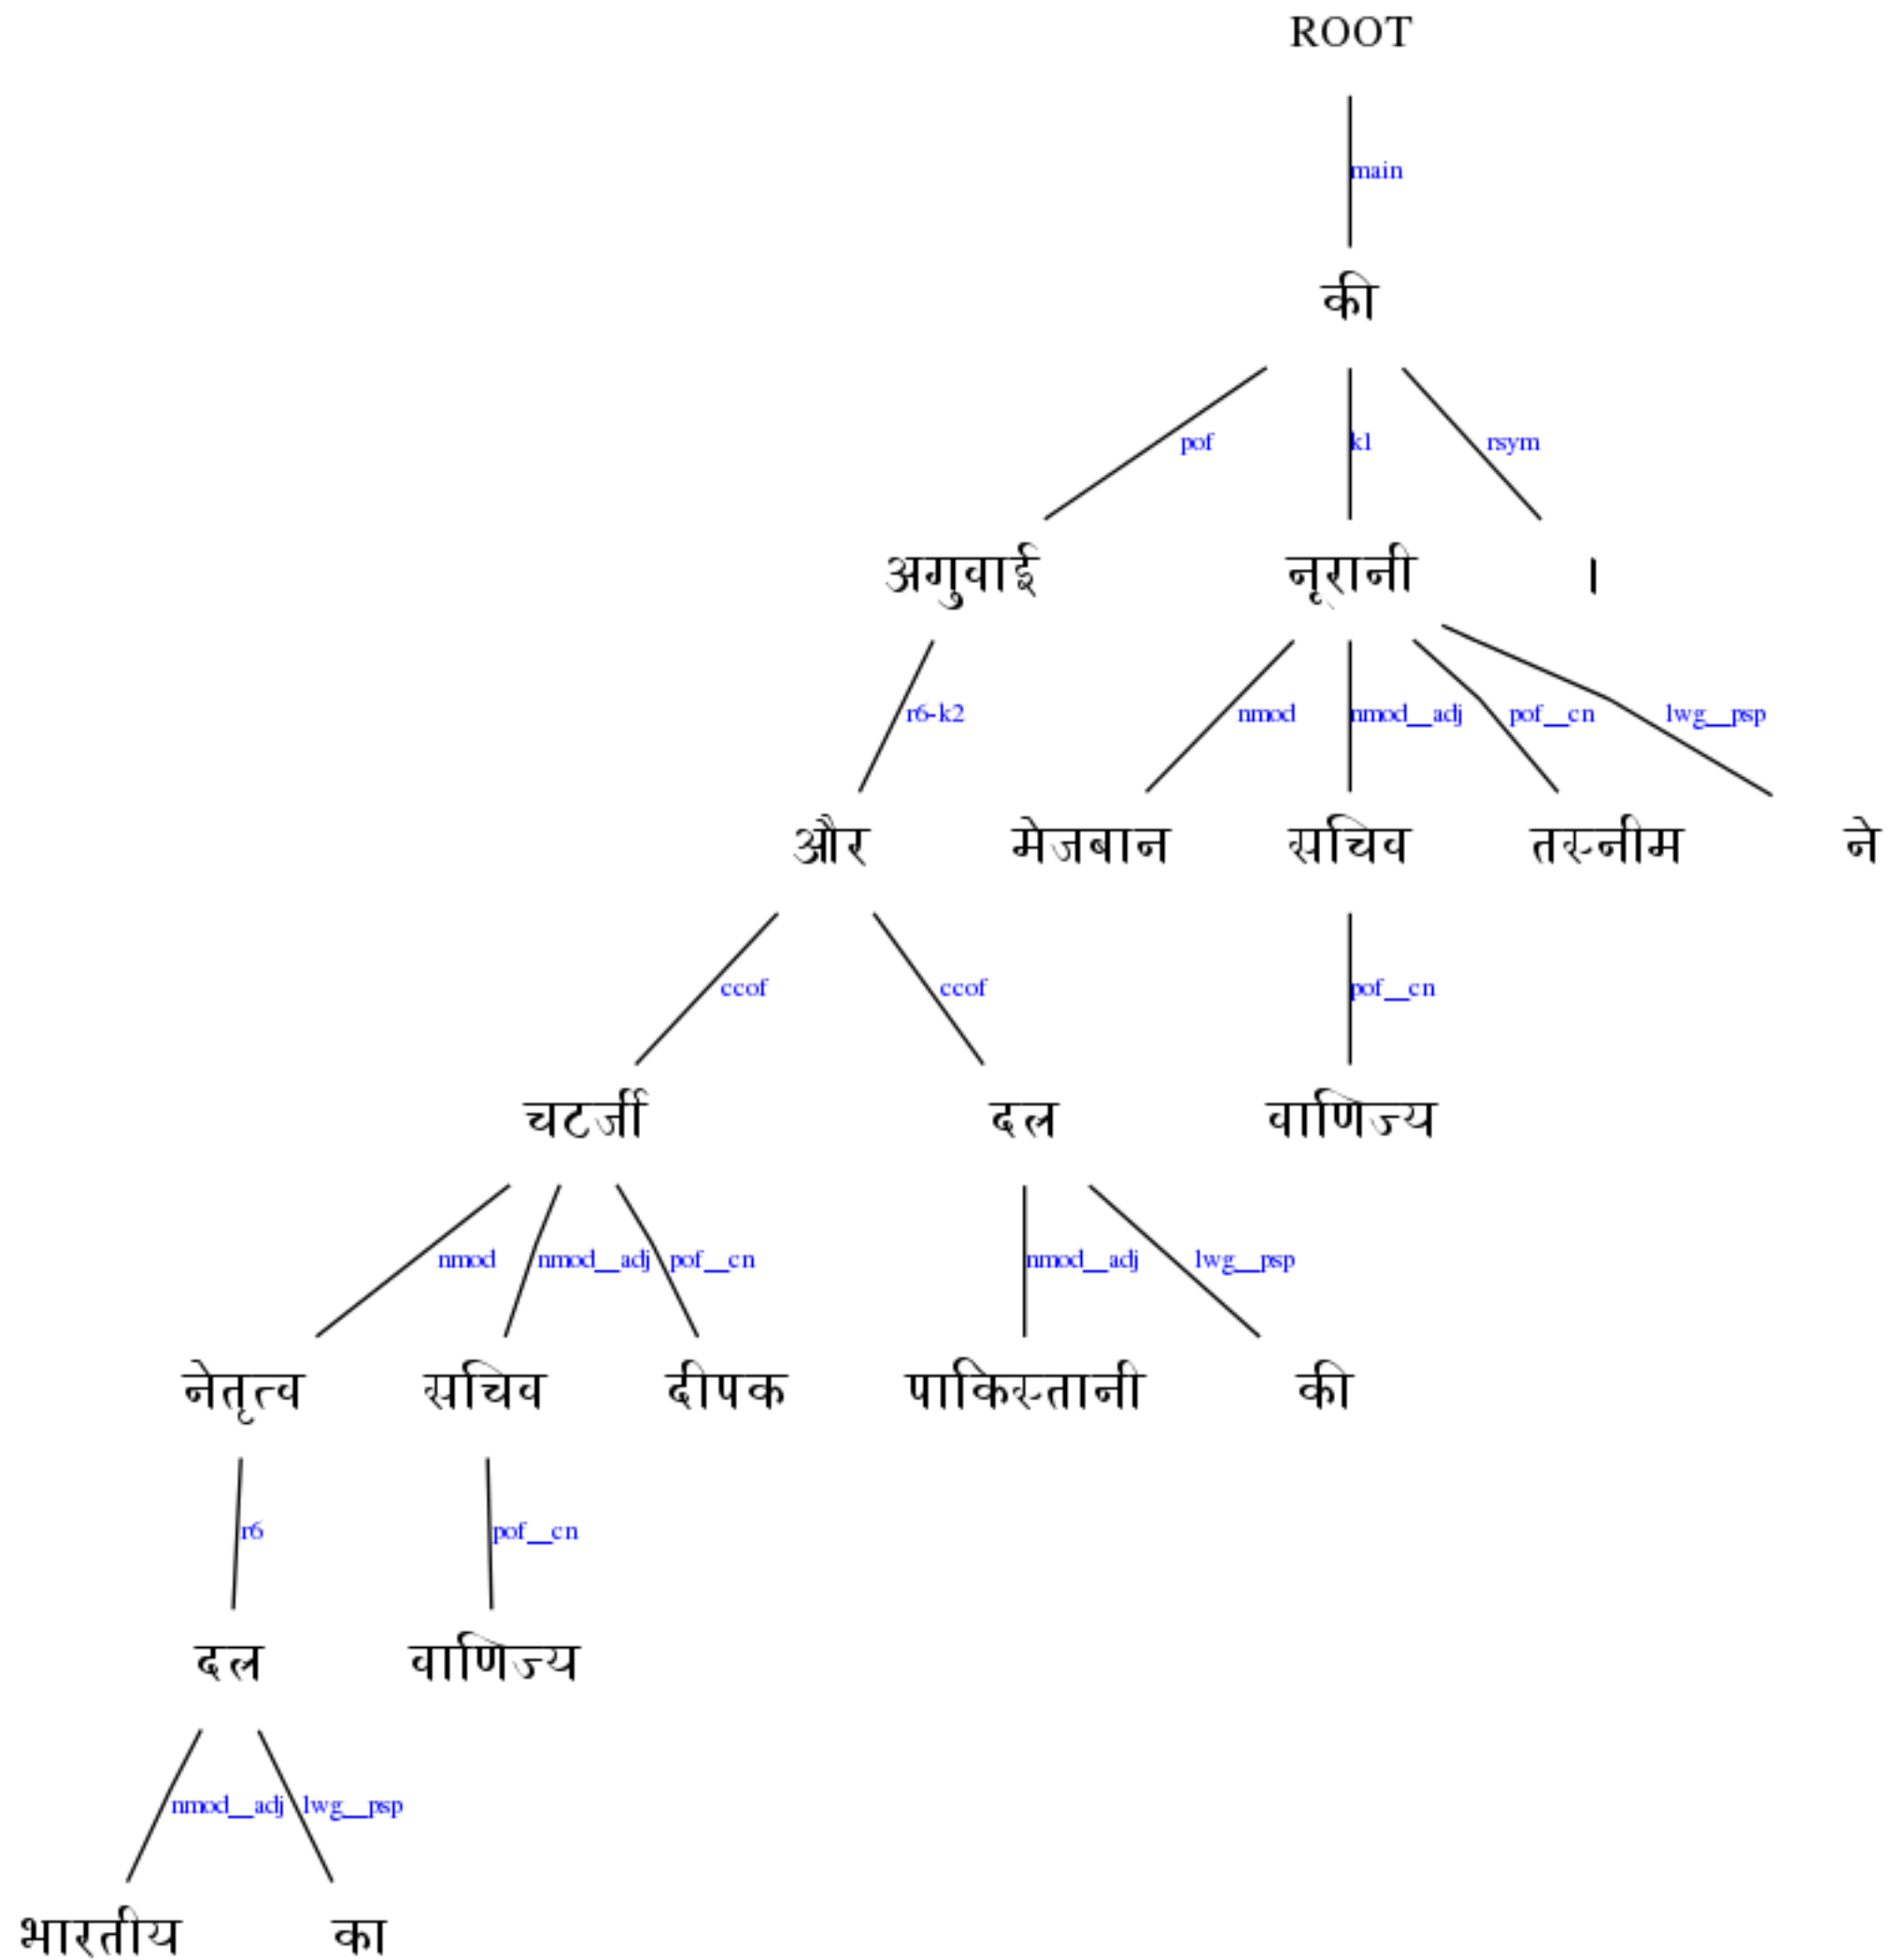 ROOT
main
की
pof k1 rsym
अगुवाई नूरानी ।
r6-k2 nmod nmod__adj pof__cn lwg__psp
और मेजबान सचिव तस्नीम ने
ccof ccof pof__cn
चटर्जी दल वाणिज्य
nmod nmod__adj pof__cn nmod__adj lwg__psp
नेतृत्व सचिव दीपक पाकिस्तानी की
r6 pof__cn
दल वाणिज्य
nmod__adj lwg__psp
भारतीय का